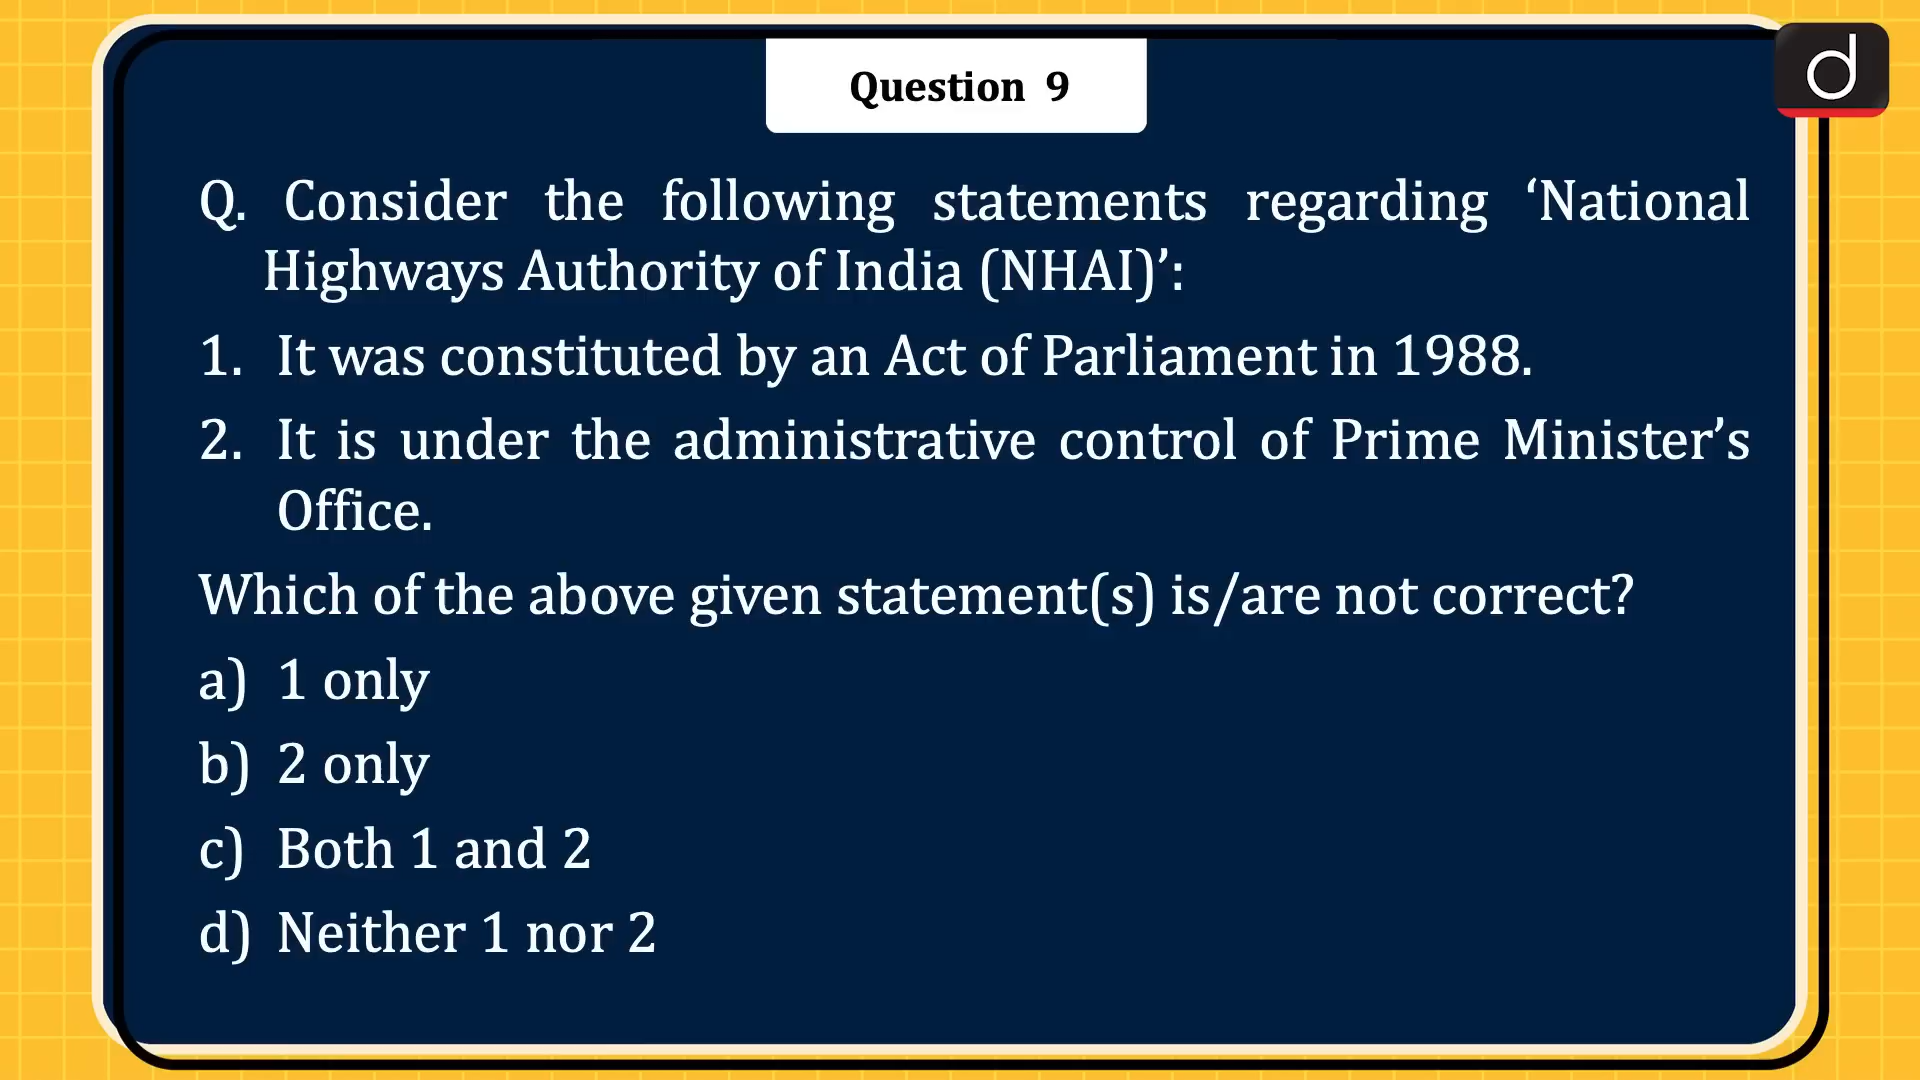 Question 9
Q. Consider the following statements regarding ‘National
Highways Authority of India (NHAI)’:
1. It was constituted by an Act of Parliament in 1988.
2. It is under the administrative control of Prime Minister’s
Office.
Which of the above given statement(s) is/are not correct?
a) 1 only
b) 2 only
c) Both 1 and 2
d) Neither 1 nor 2